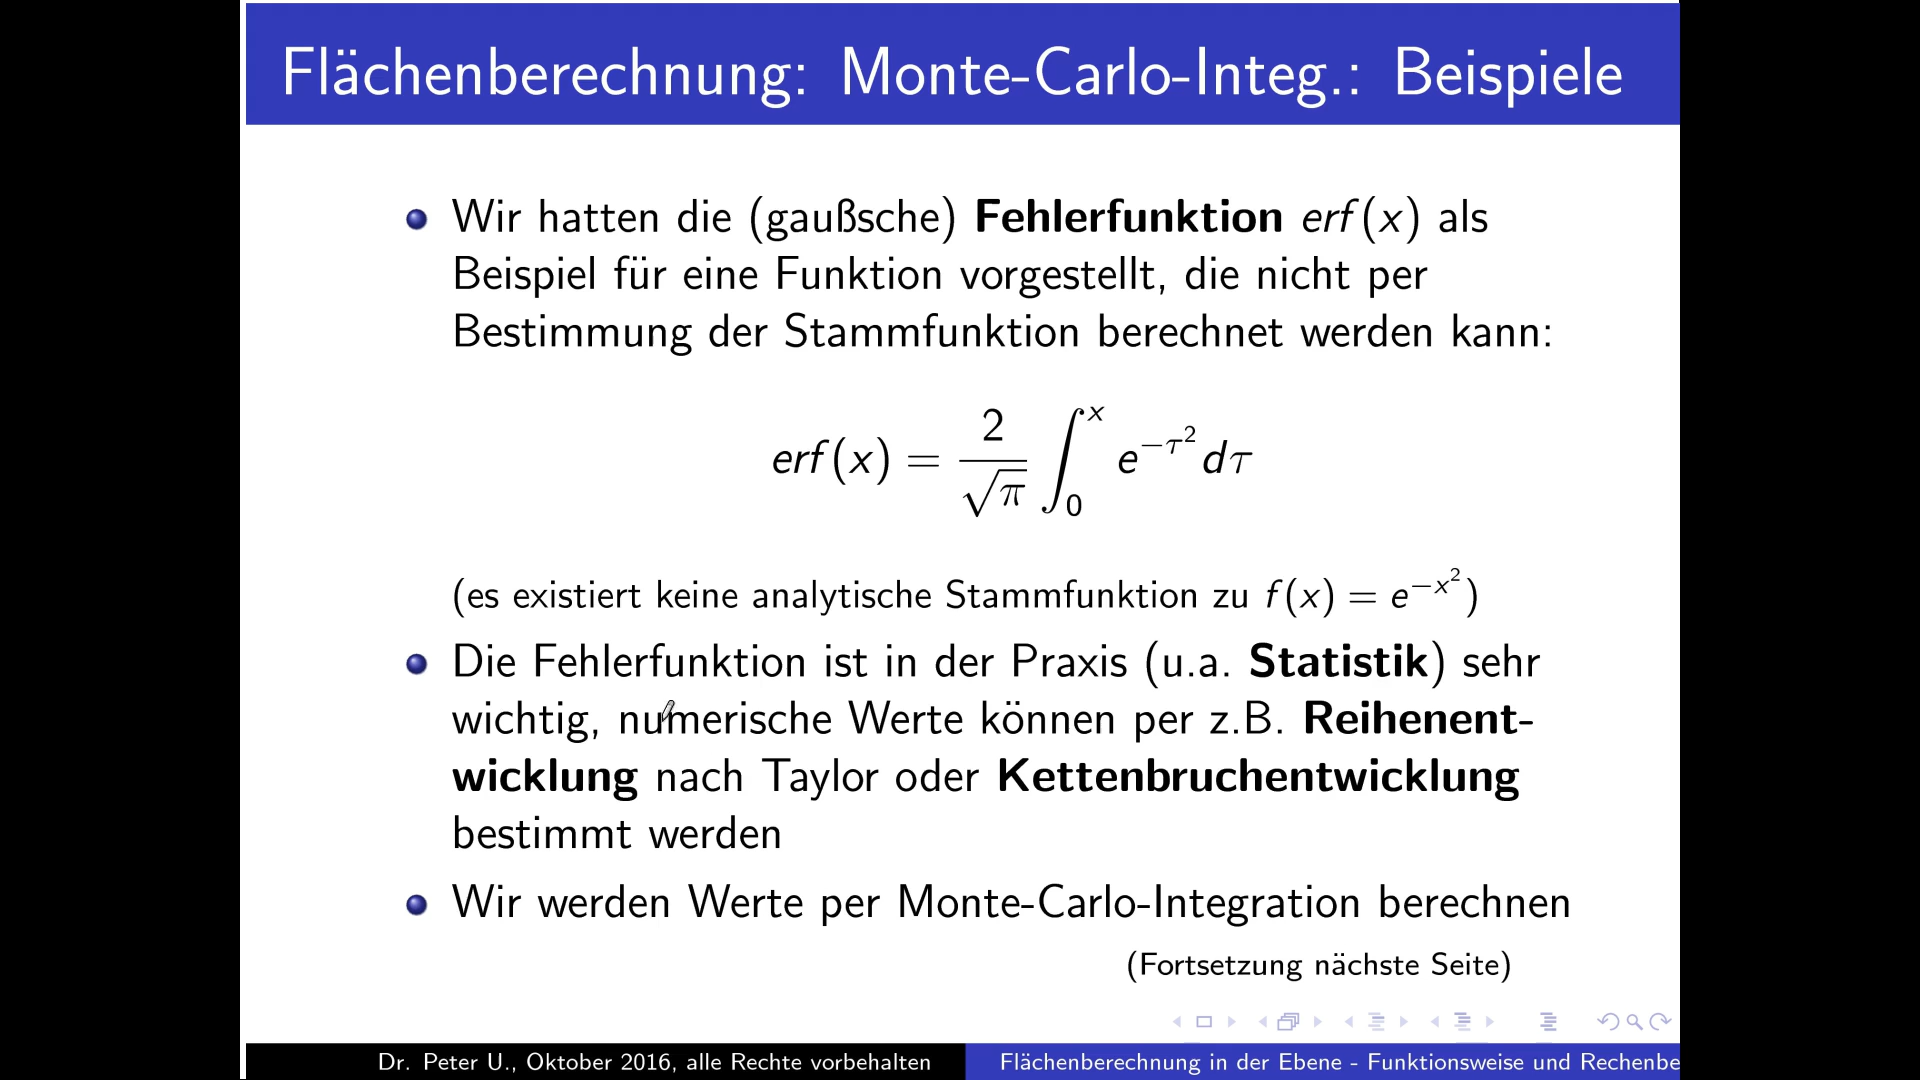 Flächenberechnung: Monte-Carlo-Integ.: Beispiele
Wir hatten die (gaußsche) Fehlerfunktion erf(x) als
Beispiel für eine Funktion vorgestellt, die nicht per
Bestimmung der Stammfunktion berechnet werden kann:
erf(x) = \frac{2}{\sqrt{π}} \int_0^x e^{-τ^2} dτ
(es existiert keine analytische Stammfunktion zu f(x) = e^{-x^2})
Die Fehlerfunktion ist in der Praxis (u.a. Statistik) sehr
wichtig, numerische Werte können per z.B. Reihenent-
wicklung nach Taylor oder Kettenbruchentwicklung
bestimmt werden
Wir werden Werte per Monte-Carlo-Integration berechnen
(Fortsetzung nächste Seite)
Dr. Peter U., Oktober 2016, alle Rechte vorbehalten
Flächenberechnung in der Ebene - Funktionsweise und Rechenbe